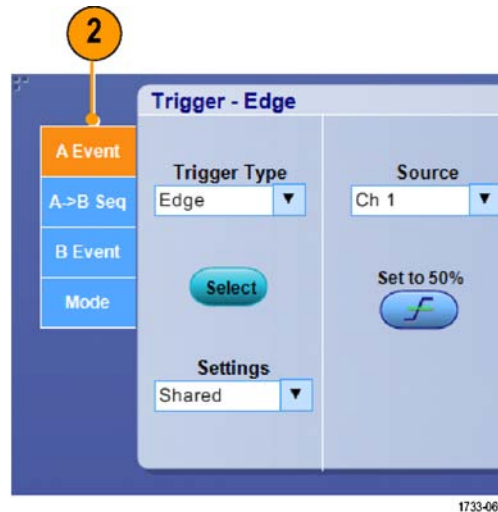 2
Trigger - Edge
A Event
A->B Seq
B Event
Mode
Trigger Type
Edge
Select
Settings
Shared
Source
Ch 1
Set to 50%
1733-06